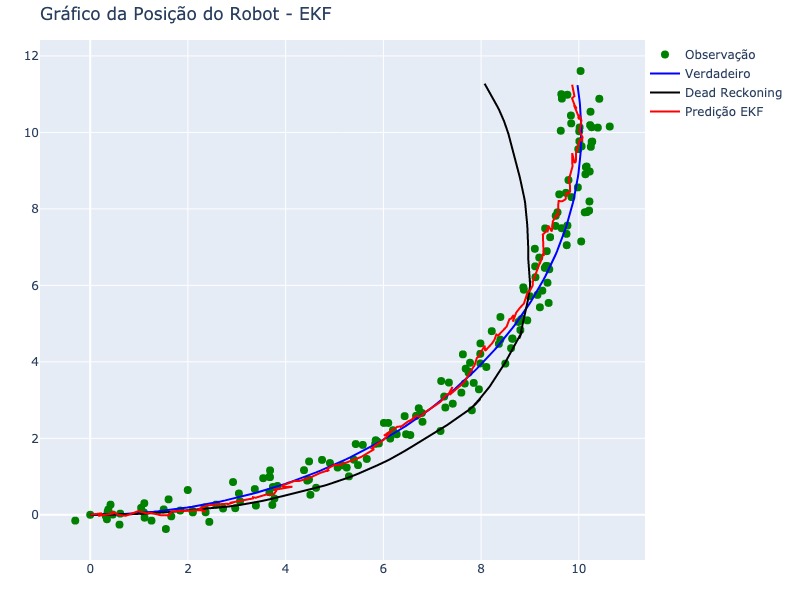 Gráfico da Posição do Robot - EKF
Observação
Verdadeiro
Dead Reckoning
Predição EKF
12
10
8
6
4
2
0
0 2 4 6 8 10